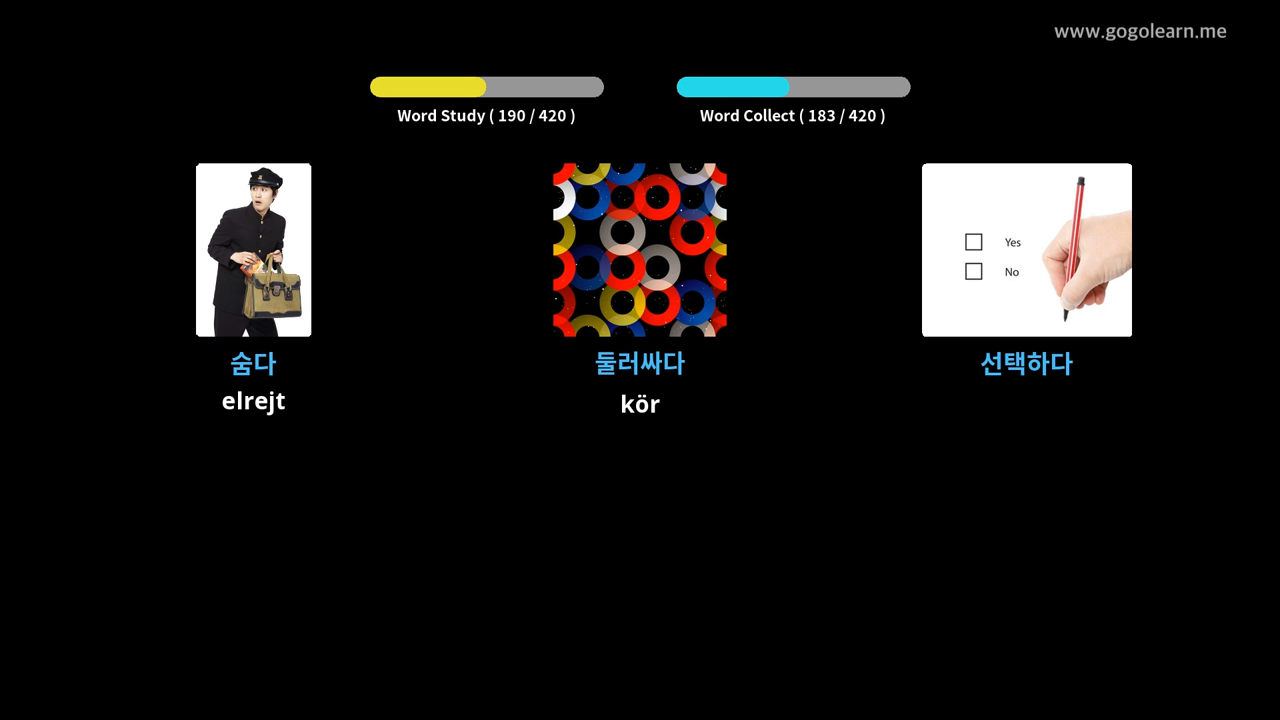 www.gogolearn.me
Word Study ( 190 / 420 )
Word Collect ( 183 / 420 )
Yes
No
숨다
둘러싸다
선택하다
elrejt
kör